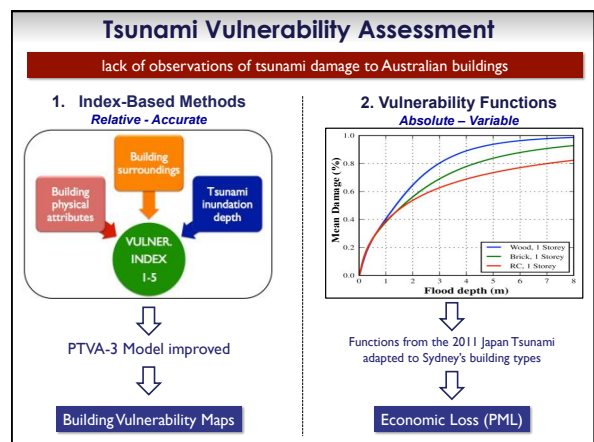 Tsunami Vulnerability Assessment
lack of observations of tsunami damage to Australian buildings
1. Index-Based Methods
Relative - Accurate
Building
surroundings
Building
physical
attributes
Tsunami
inundation
depth
VULNER.
INDEX
1-5
PTVA-3 Model improved
Building Vulnerability Maps
2. Vulnerability Functions
Absolute – Variable
Mean Damage (%)
1.0
0.8
0.6
0.4
0.2
0.0
Wood, 1 Storey
Brick, 1 Storey
RC, 1 Storey
0 1 2 3 4 5 6 7 8
Flood depth (m)
Functions from the 2011 Japan Tsunami
adapted to Sydney's building types
Economic Loss (PML)